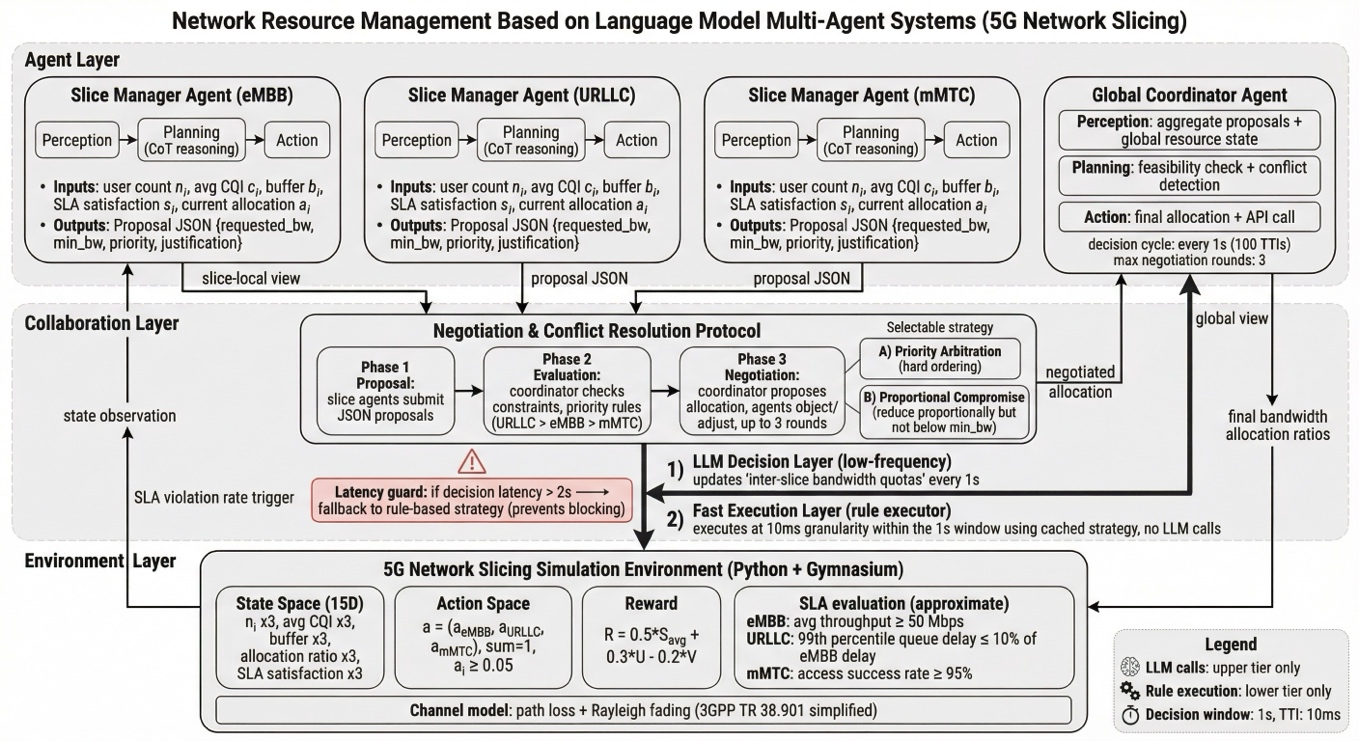 Network Resource Management Based on Language Model Multi-Agent Systems (5G Network Slicing)
Agent Layer
Slice Manager Agent (eMBB)
Perception
Planning
(CoT reasoning)
Action
• Inputs: user count n_i, avg CQI c_i, buffer b_i,
SLA satisfaction s_i, current allocation a_i
• Outputs: Proposal JSON {requested_bw,
min_bw, priority, justification}
Slice Manager Agent (URLLC)
Perception
Planning
(CoT reasoning)
Action
• Inputs: user count n_i, avg CQI c_i, buffer b_i,
SLA satisfaction s_i, current allocation a_i
• Outputs: Proposal JSON {requested_bw,
min_bw, priority, justification}
Slice Manager Agent (mMTC)
Perception
Planning
(CoT reasoning)
Action
• Inputs: user count n_i, avg CQI c_i, buffer b_i,
SLA satisfaction s_i, current allocation a_i
• Outputs: Proposal JSON {requested_bw,
min_bw, priority, justification}
Global Coordinator Agent
Perception: aggregate proposals +
global resource state
Planning: feasibility check + conflict
detection
Action: final allocation + API call
decision cycle: every 1s (100 TTIs)
max negotiation rounds: 3
slice-local view
proposal JSON
proposal JSON
Collaboration Layer
Negotiation & Conflict Resolution Protocol
Phase 1
Proposal:
slice agents submit
JSON proposals
Phase 2
Evaluation:
coordinator checks
constraints, priority rules
(URLLC > eMBB > mMTC)
Phase 3
Negotiation:
coordinator proposes
allocation, agents object/
adjust, up to 3 rounds
Selectable strategy
A) Priority Arbitration
(hard ordering)
B) Proportional Compromise
(reduce proportionally but
not below min_bw)
negotiated
allocation
global view
final bandwidth
allocation ratios
state observation
SLA violation rate trigger
Latency guard: if decision latency > 2s →
fallback to rule-based strategy (prevents blocking)
1) LLM Decision Layer (low-frequency)
updates 'inter-slice bandwidth quotas' every 1s
2) Fast Execution Layer (rule executor)
executes at 10ms granularity within the 1s window using cached strategy, no LLM calls
Environment Layer
5G Network Slicing Simulation Environment (Python + Gymnasium)
State Space (15D)
n_i x3, avg CQI x3,
buffer x3,
allocation ratio x3,
SLA satisfaction x3
Action Space
a = (a_eMBB, a_URLLC,
a_mMTC), sum=1,
a_i ≥ 0.05
Reward
R = 0.5*S_avg +
0.3*U - 0.2*V
SLA evaluation (approximate)
eMBB: avg throughput ≥ 50 Mbps
URLLC: 99th percentile queue delay ≤ 10% of
eMBB delay
mMTC: access success rate ≥ 95%
Channel model: path loss + Rayleigh fading (3GPP TR 38.901 simplified)
Legend
LLM calls: upper tier only
Rule execution: lower tier only
Decision window: 1s, TTI: 10ms